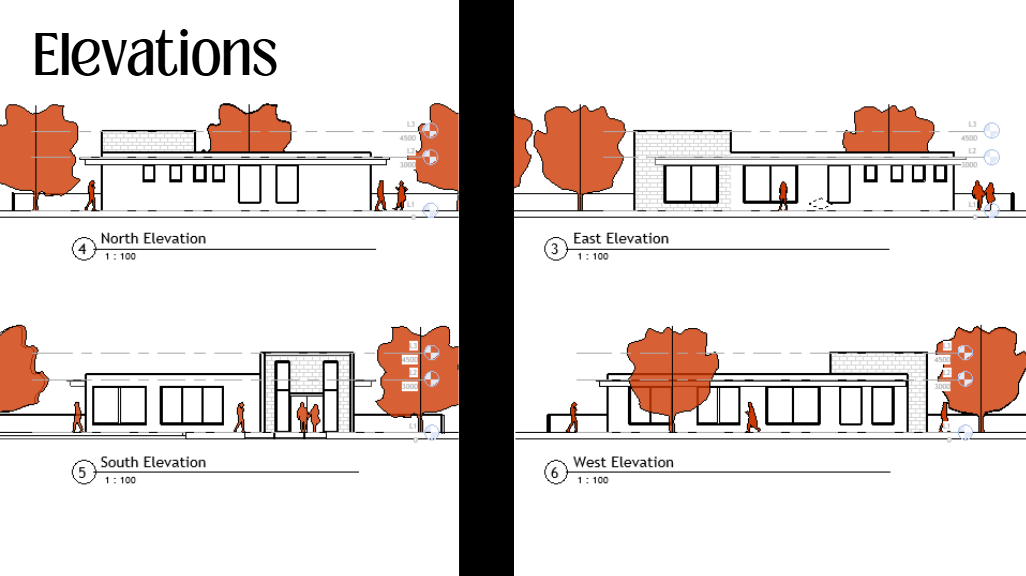 Elevations
L3
4500
L2
3000
L1
4
North Elevation
1 : 100
L3
4500
L2
3000
L1
3
East Elevation
1 : 100
L3
4500
L2
3000
L1
5
South Elevation
1 : 100
L3
4500
L2
3000
L1
6
West Elevation
1 : 100